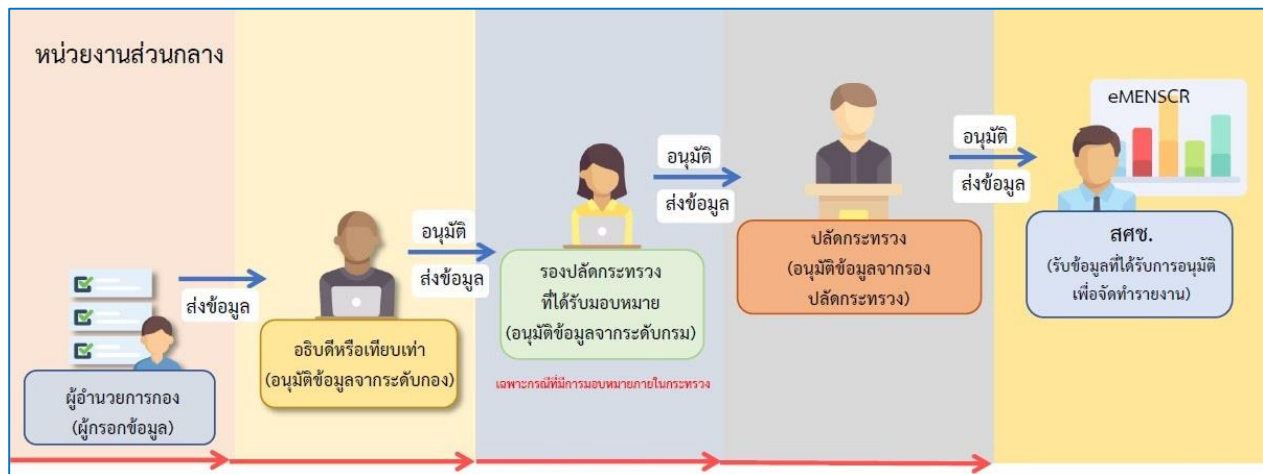 หน่วยงานส่วนกลาง
ผู้อำนวยการกอง
(ผู้กรอกข้อมูล)
ส่งข้อมูล
อธิบดีหรือเทียบเท่า
(อนุมัติข้อมูลจากระดับกอง)
อนุมัติ
ส่งข้อมูล
รองปลัดกระทรวง
ที่ได้รับมอบหมาย
(อนุมัติข้อมูลจากระดับกรม)
เฉพาะกรณีที่มีการมอบหมายภายในกระทรวง
อนุมัติ
ส่งข้อมูล
ปลัดกระทรวง
(อนุมัติข้อมูลจากรอง
ปลัดกระทรวง)
อนุมัติ
ส่งข้อมูล
eMENSCR
สศช.
(รับข้อมูลที่ได้รับการอนุมัติ
เพื่อจัดทำรายงาน)